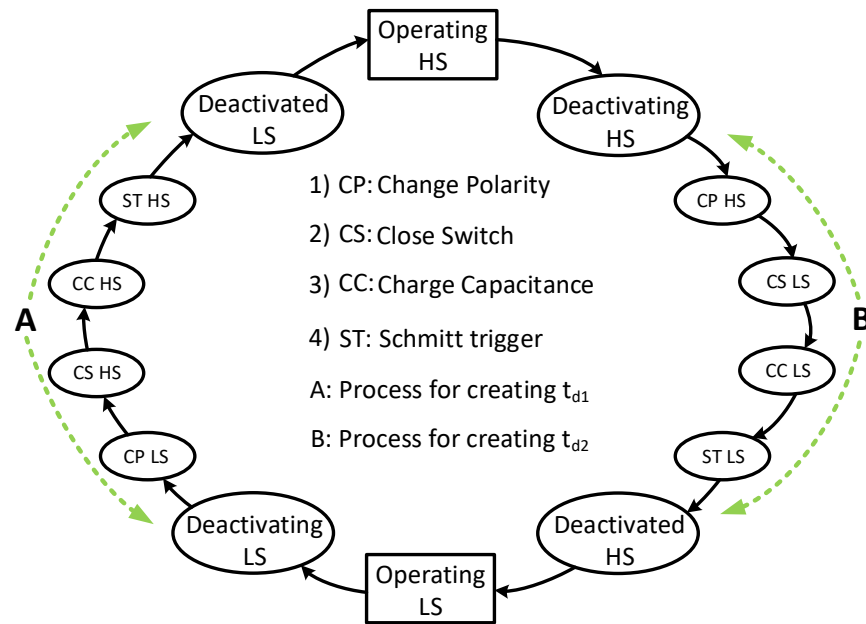 Operating
HS
Deactivated
LS
Deactivating
HS
ST HS
CP HS
1) CP: Change Polarity
2) CS: Close Switch
CC HS
CS LS
3) CC: Charge Capacitance
A
B
4) ST: Schmitt trigger
CS HS
CC LS
A: Process for creating td1
B: Process for creating td2
CP LS
ST LS
Deactivating
LS
Deactivated
HS
Operating
LS